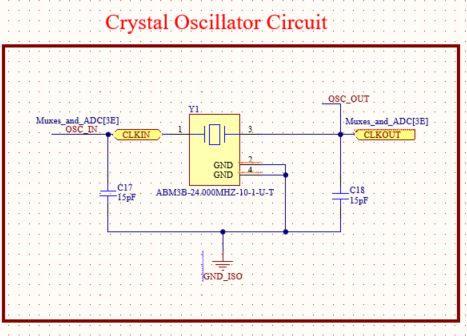 Crystal Oscillator Circuit
Y1
OSC_OUT
Muxes_and_ADC[3E]
Muxes_and_ADC[3E]
OSC_IN
CLKIN
1
3
CLKOUT
GND
2
GND
4
C17
15pF
ABM3B-24.000MHZ-10-1-U-T
C18
15pF
GND_ISO